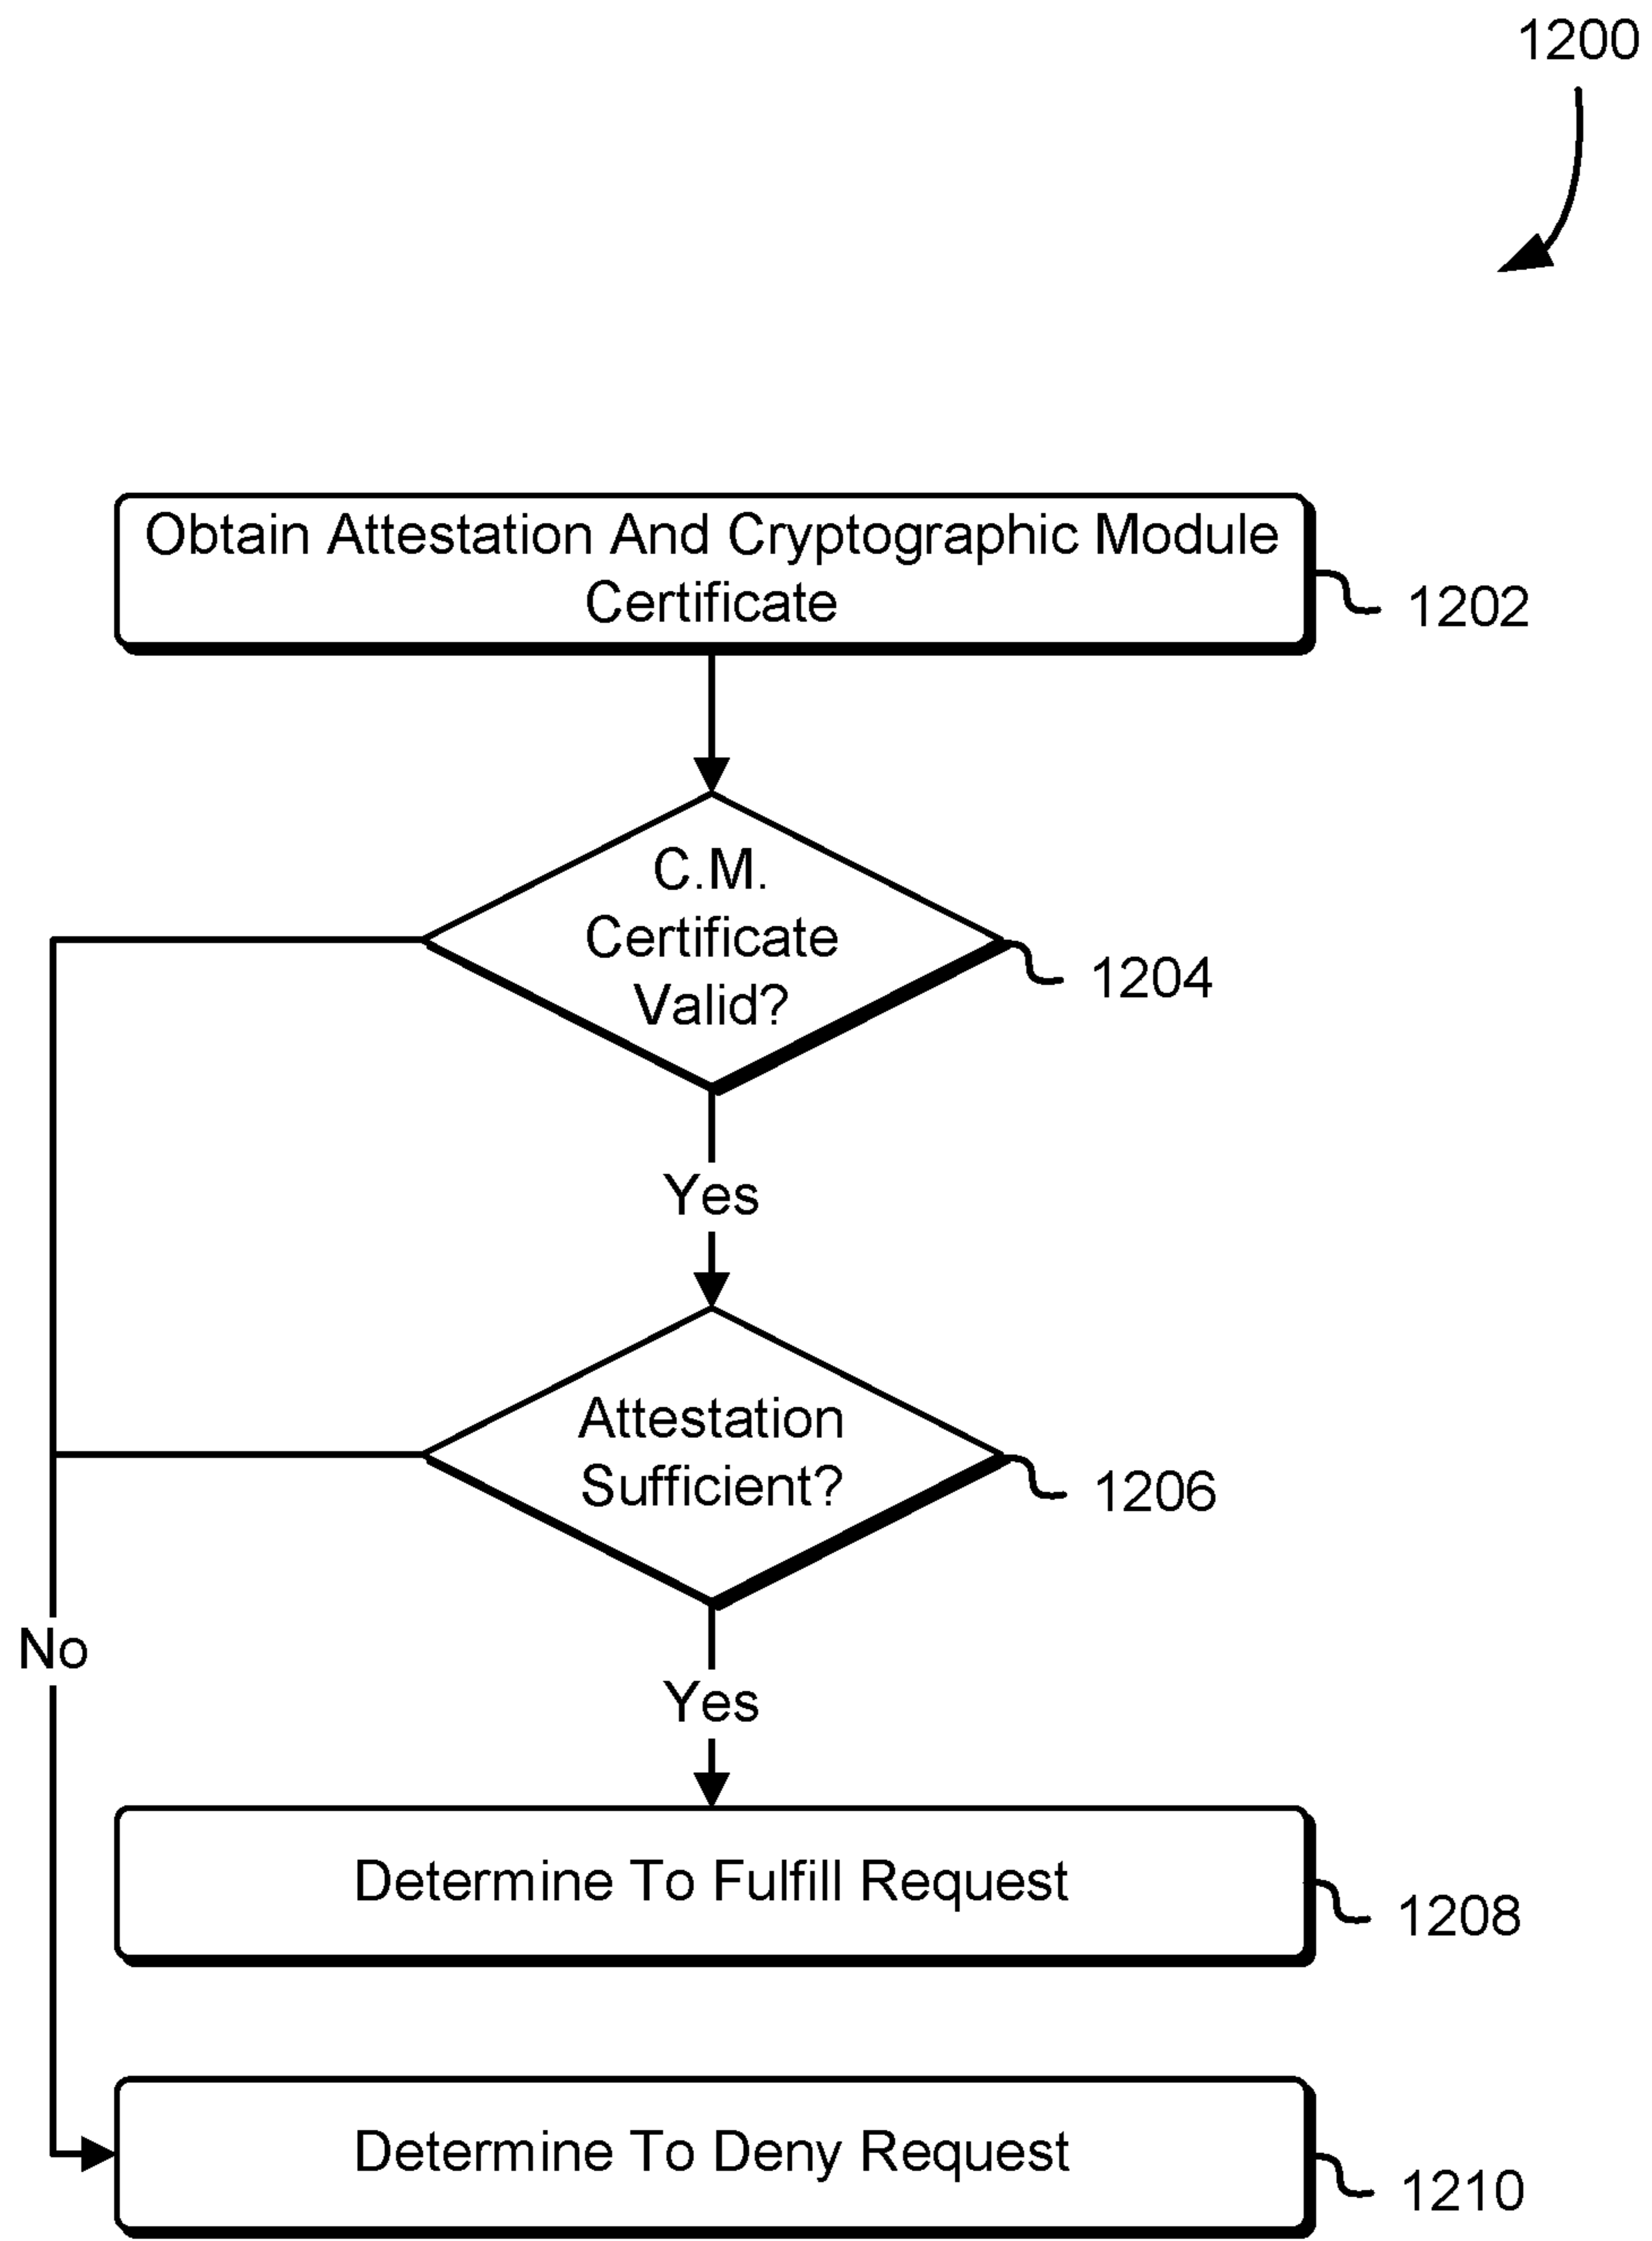 1200
Obtain Attestation And Cryptographic Module
Certificate
1202
C.M.
Certificate
Valid?
1204
Yes
Attestation
Sufficient?
1206
No
Yes
Determine To Fulfill Request
1208
Determine To Deny Request
1210